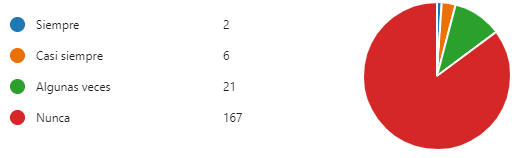 Siempre 2
Casi siempre 6
Algunas veces 21
Nunca 167